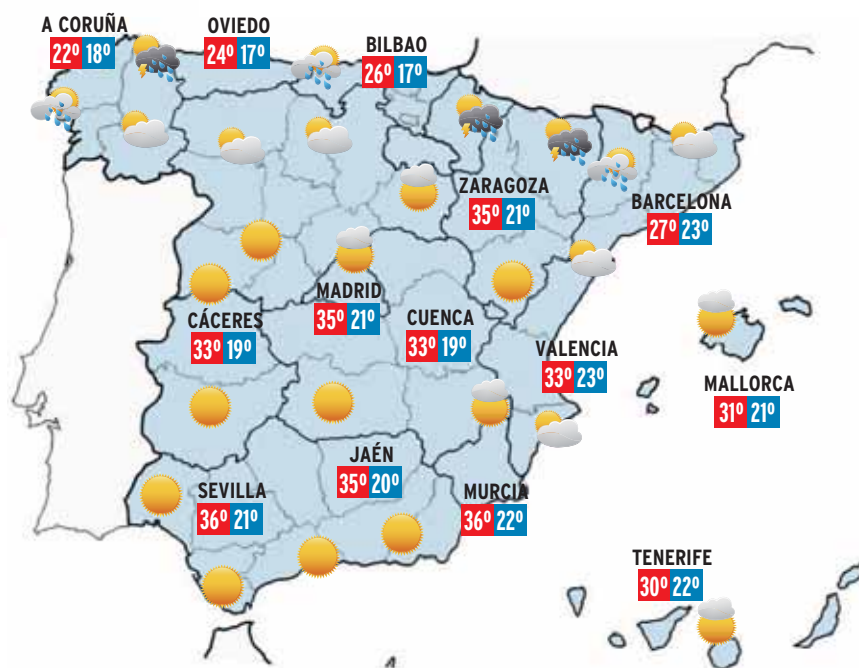 A CORUÑA
22º 18º
OVIEDO
24º 17º
BILBAO
26º 17º
ZARAGOZA
35º 21º
BARCELONA
27º 23º
MADRID
35º 21º
CÁCERES
33º 19º
CUENCA
33º 19º
VALENCIA
33º 23º
MALLORCA
31º 21º
JAÉN
35º 20º
SEVILLA
36º 21º
MURCIA
36º 22º
TENERIFE
30º 22º